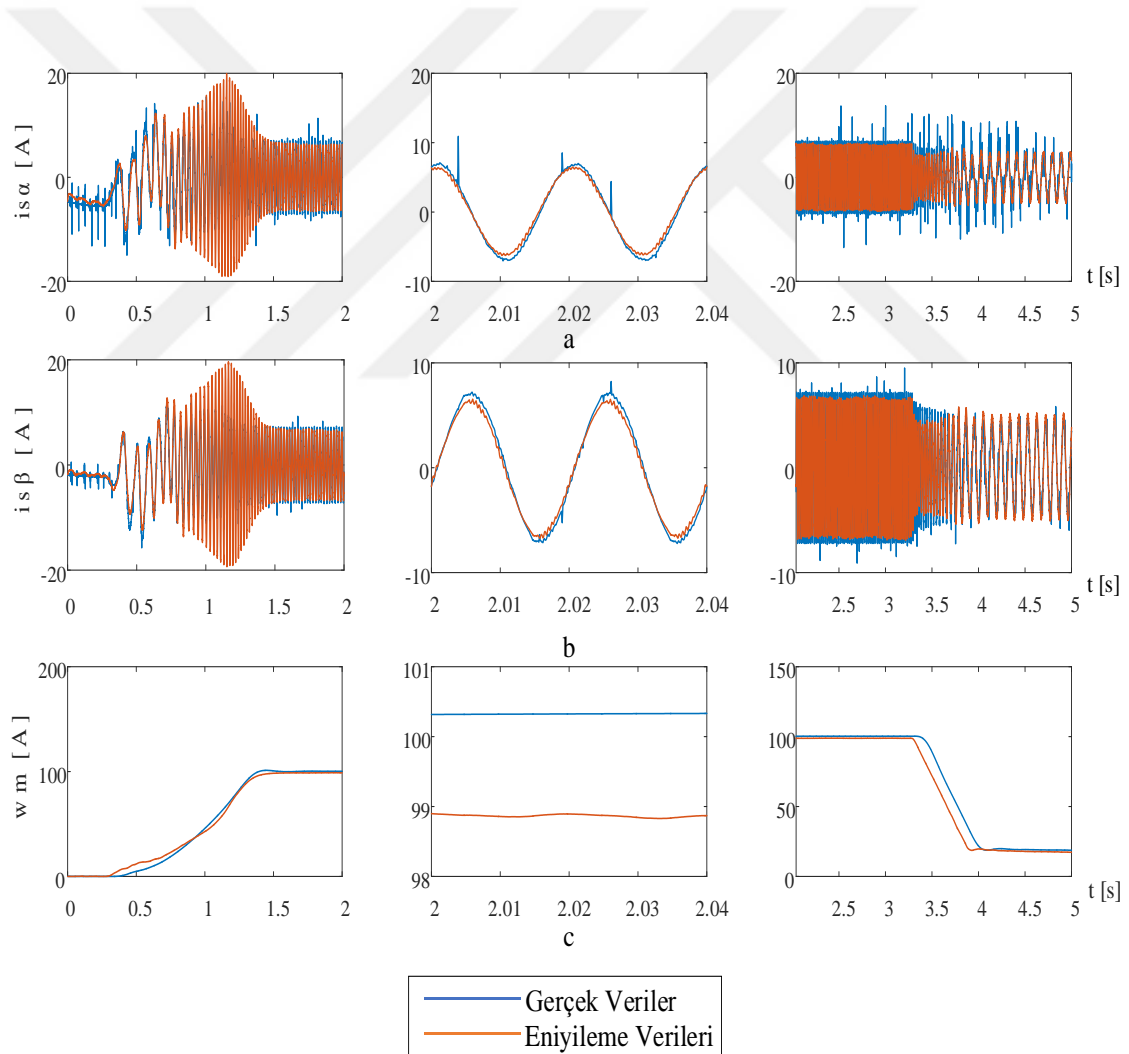 20 20 20
isα [A]
0
-20
0 0.5 1 1.5 2
10
0
-10
2 2.01 2.02 2.03 2.04
0
-20
2.5 3 3.5 4 4.5 5
t [s]
a
20 10 10
is β [A]
0 0 0
-20 -10 -10
0 0.5 1 1.5 2
2 2.01 2.02 2.03 2.04
2.5 3 3.5 4 4.5 5
t [s]
b
200
wm [A]
100
0
0 0.5 1 1.5 2
101
100
99
98
2 2.01 2.02 2.03 2.04
150
100
50
0
2.5 3 3.5 4 4.5 5
t [s]
c
Gerçek Veriler
Eniyileme Verileri